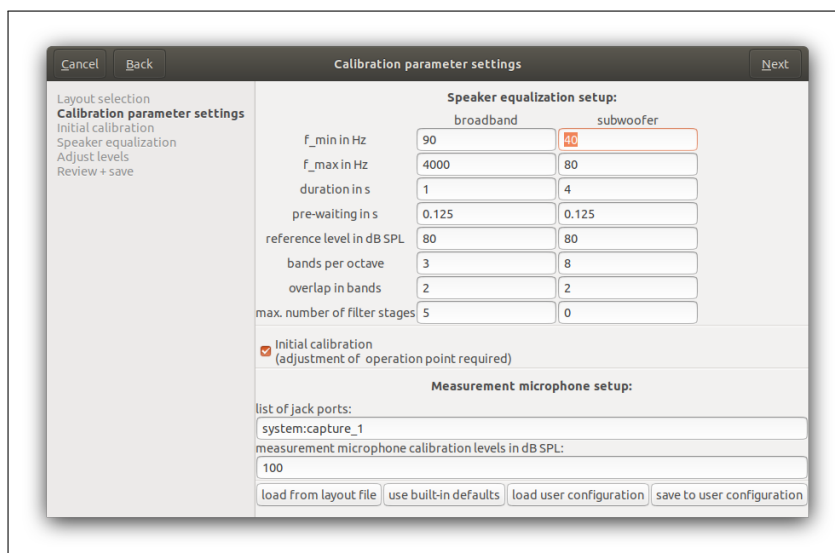 Cancel Back Calibration parameter settings Next
Layout selection
Calibration parameter settings
Initial calibration
Speaker equalization
Adjust levels
Review + save
Speaker equalization setup:
broadband subwoofer
f_min in Hz 90 40
f_max in Hz 4000 80
duration in s 1 4
pre-waiting in s 0.125 0.125
reference level in dB SPL 80 80
bands per octave 3 8
overlap in bands 2 2
max. number of filter stages 5 0
Initial calibration
(adjustment of operation point required)
Measurement microphone setup:
list of jack ports:
system:capture_1
measurement microphone calibration levels in dB SPL:
100
load from layout file use built-in defaults load user configuration save to user configuration